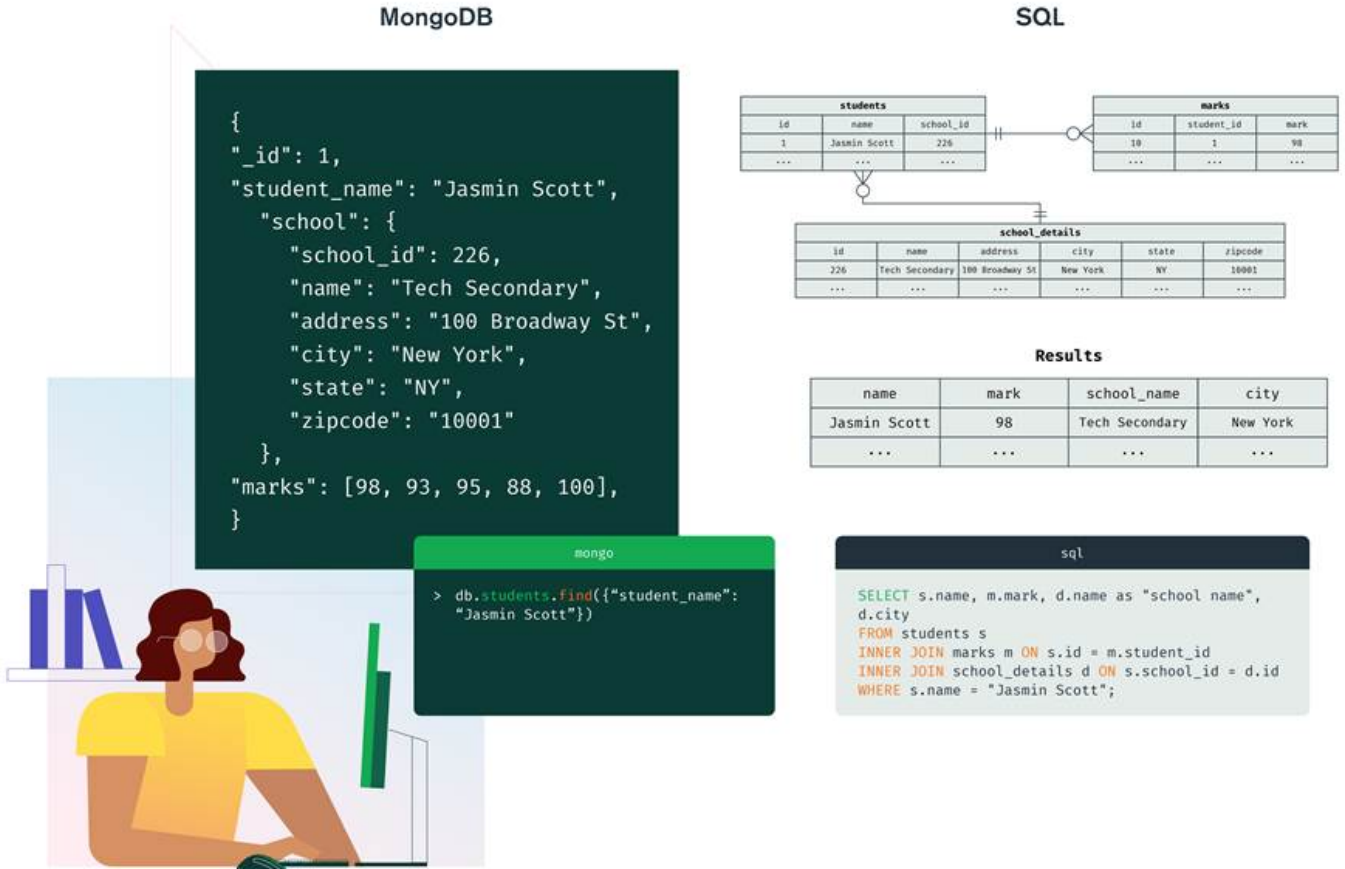 MongoDB
{
"_id": 1,
"student_name": "Jasmin Scott",
"school": {
"school_id": 226,
"name": "Tech Secondary",
"address": "100 Broadway St",
"city": "New York",
"state": "NY",
"zipcode": "10001"
},
"marks": [98, 93, 95, 88, 100],
}
mongo
> db.students.find({“student_name”:
“Jasmin Scott”})
SQL
students
id name school_id
1 Jasmin Scott 226
... ... ...
marks
id student_id mark
10 1 98
... ... ...
school_details
id name address city state zipcode
226 Tech Secondary 100 Broadway St New York NY 10001
... ... ... ... ... ...
Results
name mark school_name city
Jasmin Scott 98 Tech Secondary New York
... ... ... ...
sql
SELECT s.name, m.mark, d.name as "school name",
d.city
FROM students s
INNER JOIN marks m ON s.id = m.student_id
INNER JOIN school_details d ON s.school_id = d.id
WHERE s.name = "Jasmin Scott";